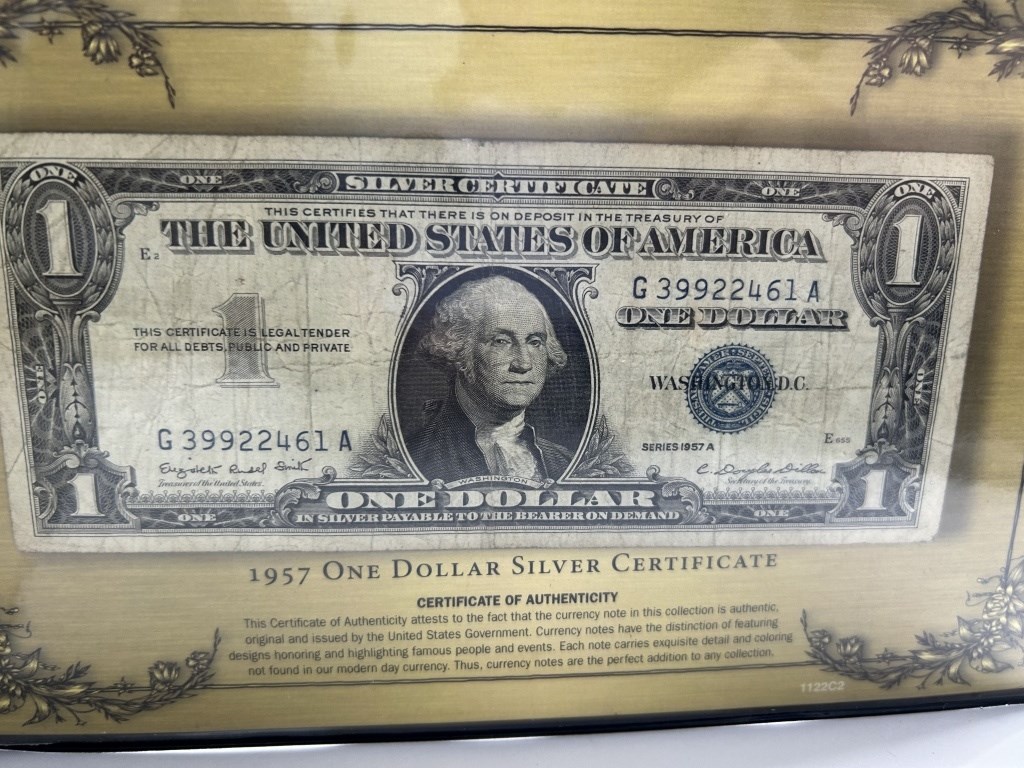 ONE ONE SILVER CERTIFICATE ONE ONE
1 1
THIS CERTIFIES THAT THERE IS ON DEPOSIT IN THE TREASURY OF
THE UNITED STATES OF AMERICA
E2
G 39922461 A
ONE DOLLAR
1
THIS CERTIFICATE IS LEGAL TENDER
FOR ALL DEBTS, PUBLIC AND PRIVATE
WASHINGTON, D.C.
ONE ONE
G 39922461 A
SERIES 1957 A
Treasurer of the United States.
Secretary of the Treasury.
WASHINGTON
1 ONE DOLLAR 1
ONE IN SILVER PAYABLE TO THE BEARER ON DEMAND ONE
1957 ONE DOLLAR SILVER CERTIFICATE
CERTIFICATE OF AUTHENTICITY
This Certificate of Authenticity attests to the fact that the currency note in this collection is authentic,
original and issued by the United States Government. Currency notes have the distinction of featuring
designs honoring and highlighting famous people and events. Each note carries exquisite detail and coloring
not found in our modern day currency. Thus, currency notes are the perfect addition to any collection.
1122C2